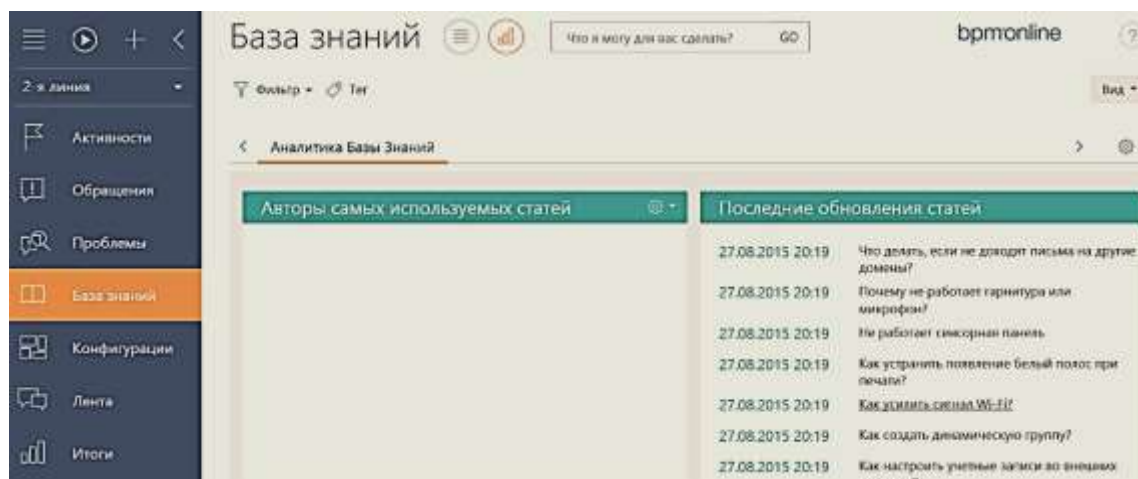 База знаний
Что я могу для вас сделать? GO
bpmonline
?
2-я линия
Фильтр Тег
Вид
Активности
Обращения
Проблемы
База знаний
Конфигурации
Лента
Итоги
Аналитика Базы Знаний
Авторы самых используемых статей
Последние обновления статей
27.08.2015 20:19 Что делать, если не доходят письма на другие
домены?
27.08.2015 20:19 Почему не работает гарнитура или
микрофон?
27.08.2015 20:19 Не работает сенсорная панель
27.08.2015 20:19 Как устранить появление белый полос при
печати?
27.08.2015 20:19 Как усилить сигнал Wi-Fi?
27.08.2015 20:19 Как создать динамическую группу?
27.08.2015 20:19 Как настроить учетные записи во внешних